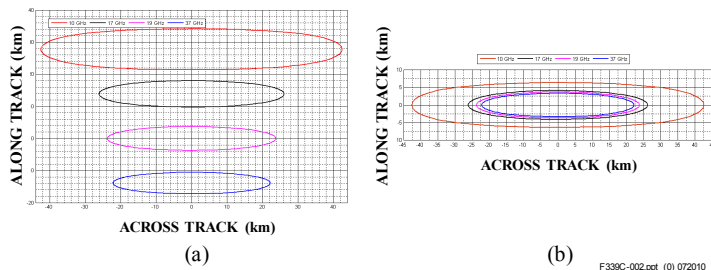 10 GHz 17 GHz 19 GHz 37 GHz
ALONG TRACK (km)
-40 -30 -20 -10 0 10 20 30 40
ACROSS TRACK (km)
(a)
10 GHz 17 GHz 19 GHz 37 GHz
ALONG TRACK (km)
10
5
0
-5
-10
-45 -40 -35 -30 -25 -20 -15 -10 -5 0 5 10 15 20 25 30 35 40
ACROSS TRACK (km)
(b)
F339C-002.ppt (0) 072010